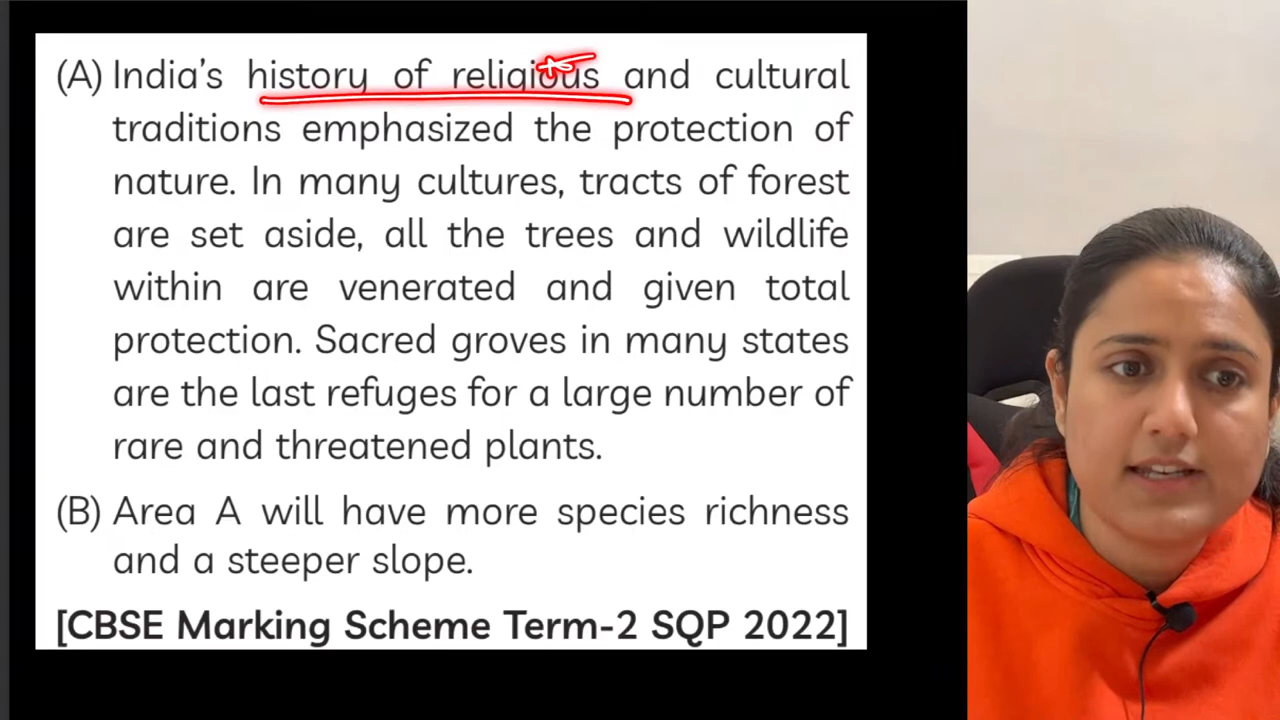 (A) India’s history of religious and cultural
traditions emphasized the protection of
nature. In many cultures, tracts of forest
are set aside, all the trees and wildlife
within are venerated and given total
protection. Sacred groves in many states
are the last refuges for a large number of
rare and threatened plants.
(B) Area A will have more species richness
and a steeper slope.
[CBSE Marking Scheme Term-2 SQP 2022]